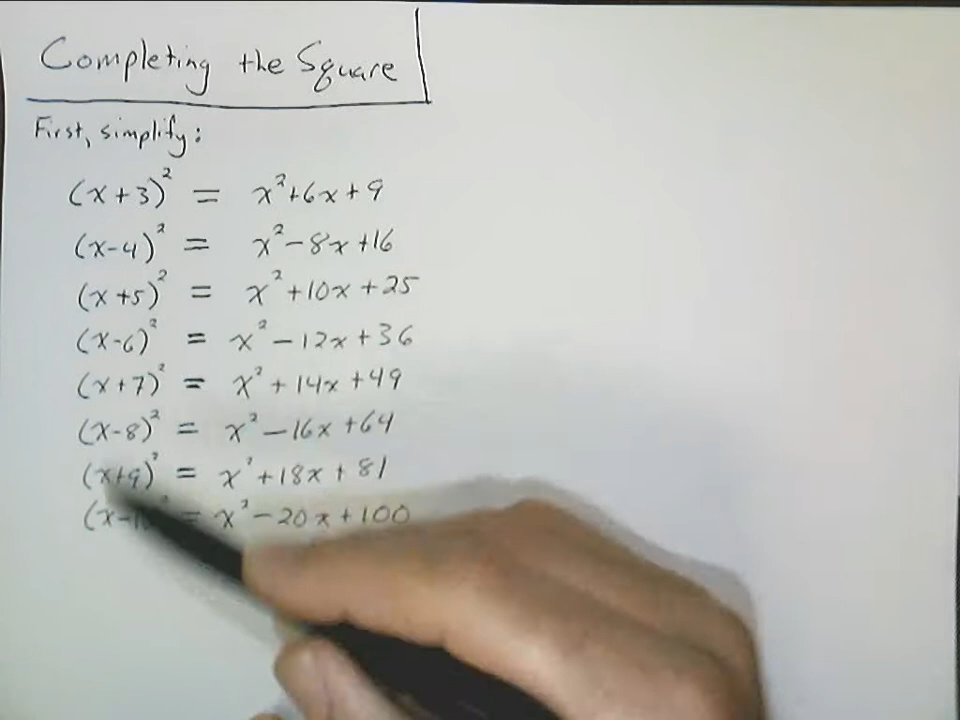 Completing the Square
First, simplify:
(x+3)² = x²+6x+9
(x-4)² = x²-8x+16
(x+5)² = x²+10x+25
(x-6)² = x²-12x+36
(x+7)² = x²+14x+49
(x-8)² = x²-16x+64
(x+9)² = x²+18x+81
(x-1 ² = x²-20x+100